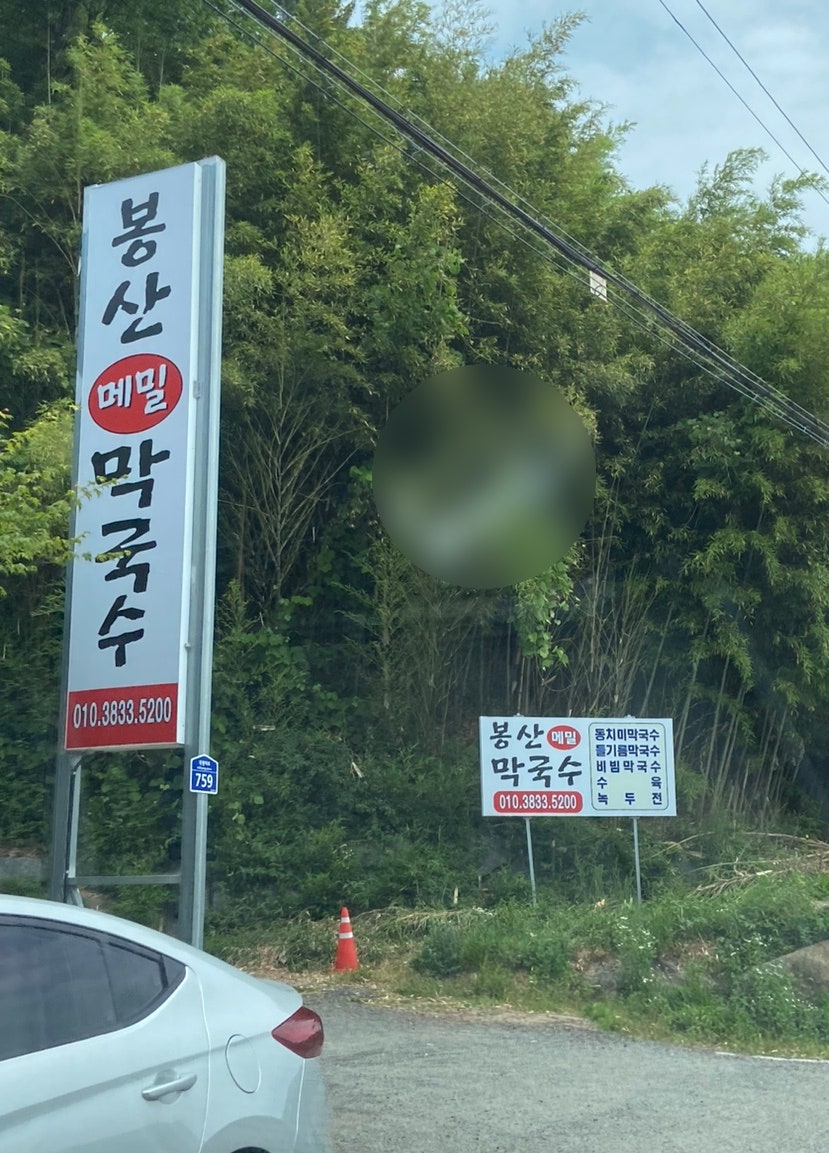 봉산
메밀
막국수
010.3833.5200
759
봉산 메밀
막국수
010.3833.5200
동치미막국수
들기름막국수
비빔막국수
수육
녹두전